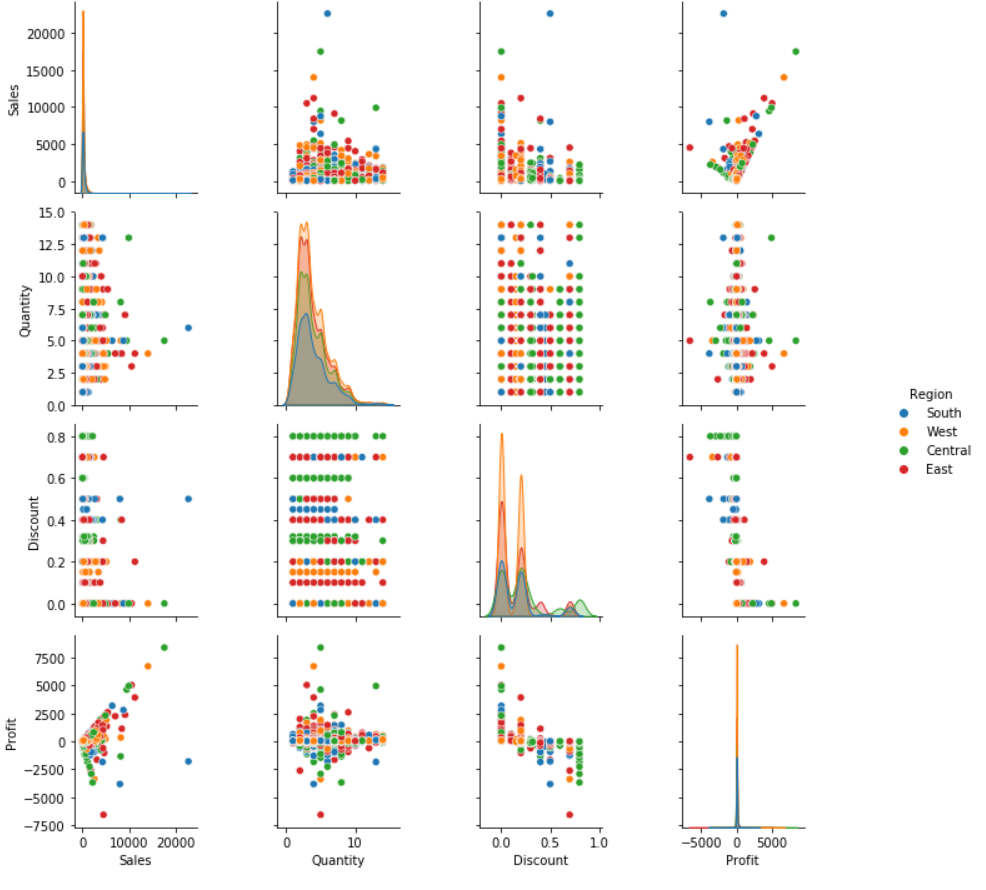 20000
15000
10000
5000
0
Sales
15.0
12.5
10.0
7.5
5.0
2.5
0.0
Quantity
0.8
0.6
0.4
0.2
0.0
Discount
7500
5000
2500
0
−2500
−5000
−7500
Profit
0 10000 20000
Sales
0 10
Quantity
0.0 0.5 1.0
Discount
−5000 0 5000
Profit
Region
South
West
Central
East